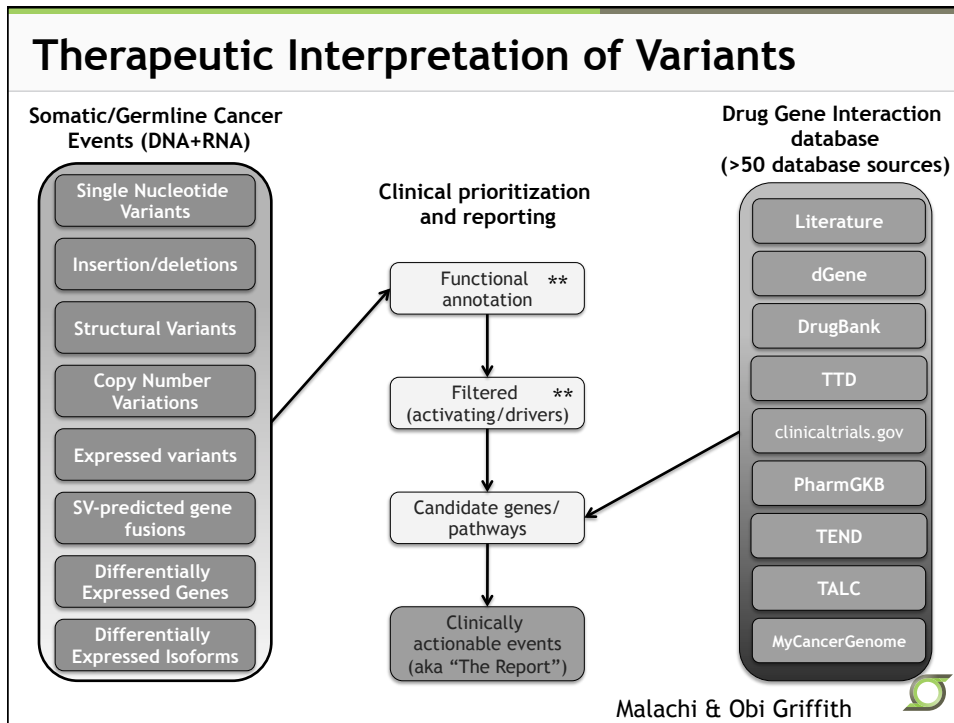 Therapeutic Interpretation of Variants
Somatic/Germline Cancer
Events (DNA+RNA)
Single Nucleotide
Variants
Insertion/deletions
Structural Variants
Copy Number
Variations
Expressed variants
SV-predicted gene
fusions
Differentially
Expressed Genes
Differentially
Expressed Isoforms
Clinical prioritization
and reporting
Functional **
annotation
Filtered **
(activating/drivers)
Candidate genes/
pathways
Clinically
actionable events
(aka “The Report”)
Drug Gene Interaction
database
(>50 database sources)
Literature
dGene
DrugBank
TTD
clinicaltrials.gov
PharmGKB
TEND
TALC
MyCancerGenome
Malachi & Obi Griffith